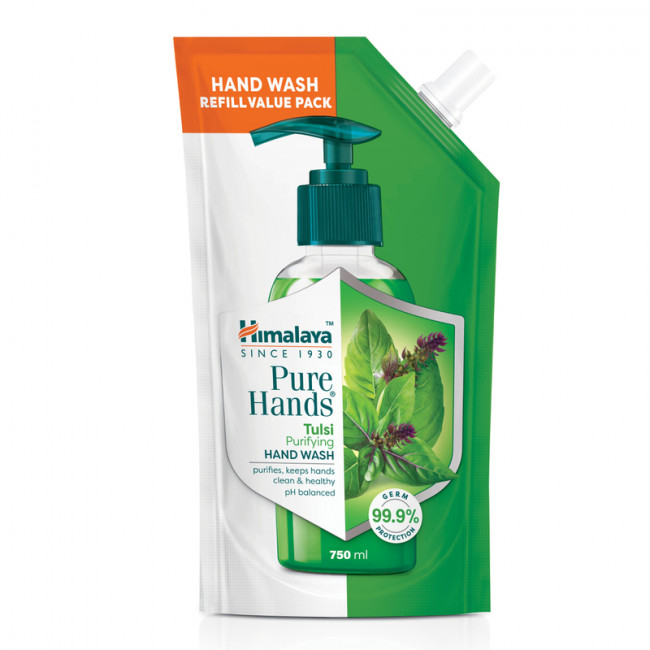 HAND WASH
REFILL VALUE PACK
Himalaya™
SINCE 1930
Pure
Hands®
Tulsi
Purifying
HAND WASH
purifies, keeps hands
clean & healthy
pH balanced
GERM
99.9%
PROTECTION
750 ml